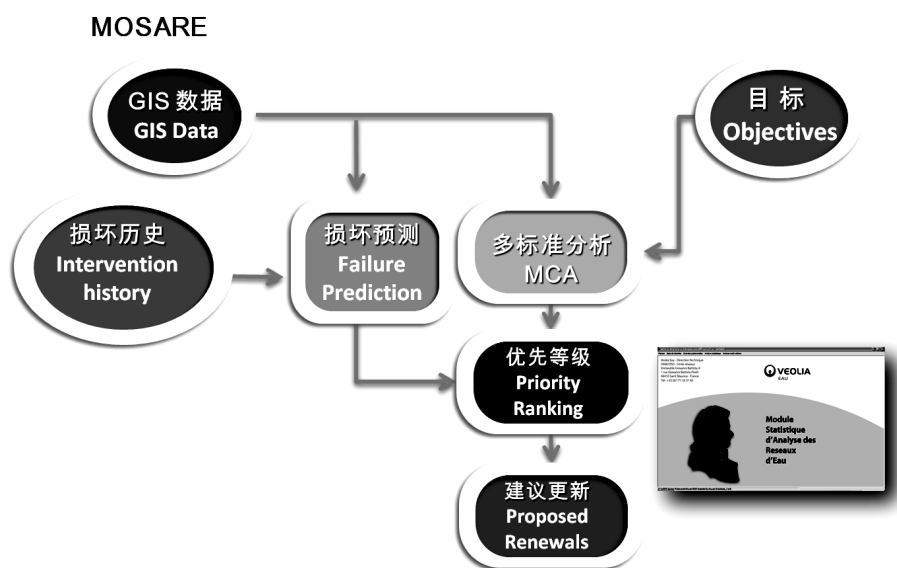 MOSARE
GIS 数据
GIS Data
目 标
Objectives
损坏历史
Intervention
history
损坏预测
Failure
Prediction
多标准分析
MCA
优先等级
Priority
Ranking
建议更新
Proposed
Renewals
VEOLIA
EAU
Module
Statistique
d'Analyse des
Reseaux
d'Eau